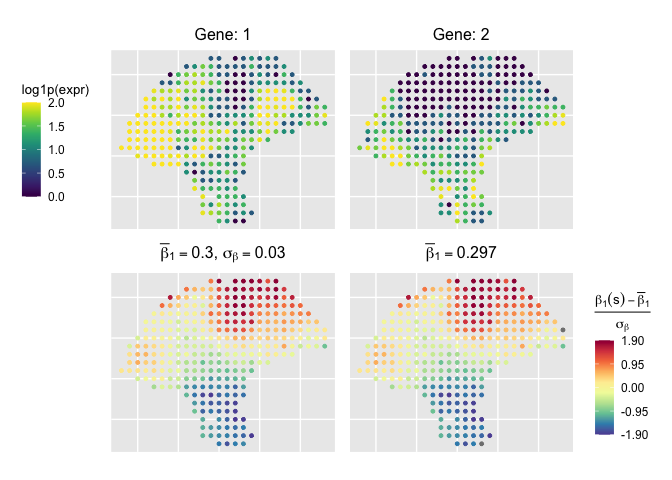 Gene: 1
Gene: 2
log1p(expr)
2.0
1.5
1.0
0.5
0.0
β̅₁ = 0.3, σᵦ = 0.03
β̅₁ = 0.297
β₁(s) − β̅₁
σᵦ
1.90
0.95
0.00
-0.95
-1.90